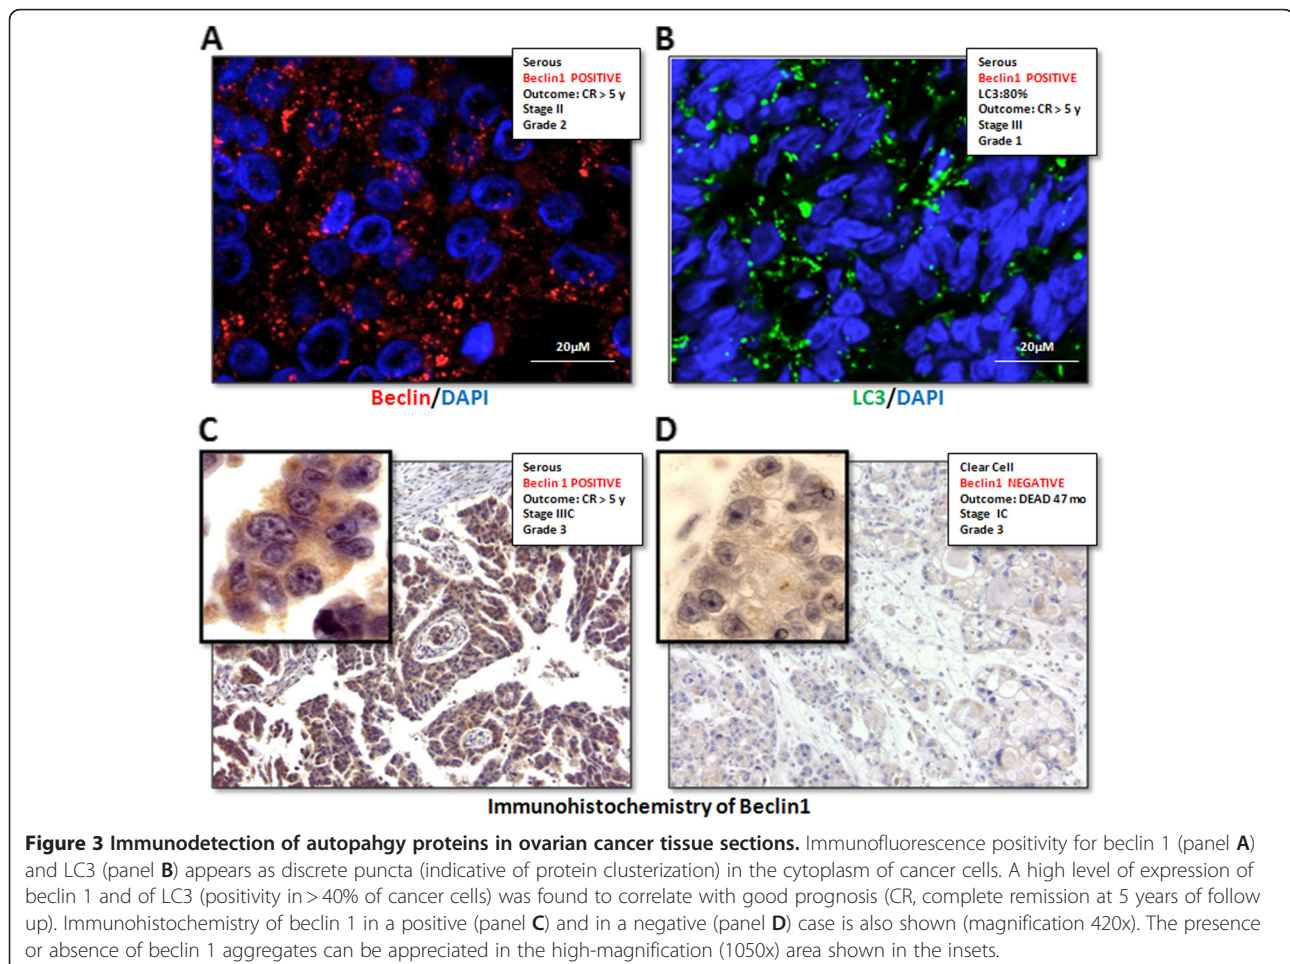 A
Serous
Beclin1 POSITIVE
Outcome: CR > 5 y
Stage II
Grade 2
20µM
Beclin/DAPI
B
Serous
Beclin1 POSITIVE
LC3:80%
Outcome: CR > 5 y
Stage III
Grade 1
20µM
LC3/DAPI
C
Serous
Beclin 1 POSITIVE
Outcome: CR > 5 y
Stage IIIC
Grade 3
D
Clear Cell
Beclin1 NEGATIVE
Outcome: DEAD 47 mo
Stage IC
Grade 3
Immunohistochemistry of Beclin1
Figure 3 Immunodetection of autopahgy proteins in ovarian cancer tissue sections. Immunofluorescence positivity for beclin 1 (panel A)
and LC3 (panel B) appears as discrete puncta (indicative of protein clusterization) in the cytoplasm of cancer cells. A high level of expression of
beclin 1 and of LC3 (positivity in > 40% of cancer cells) was found to correlate with good prognosis (CR, complete remission at 5 years of follow
up). Immunohistochemistry of beclin 1 in a positive (panel C) and in a negative (panel D) case is also shown (magnification 420x). The presence
or absence of beclin 1 aggregates can be appreciated in the high-magnification (1050x) area shown in the insets.